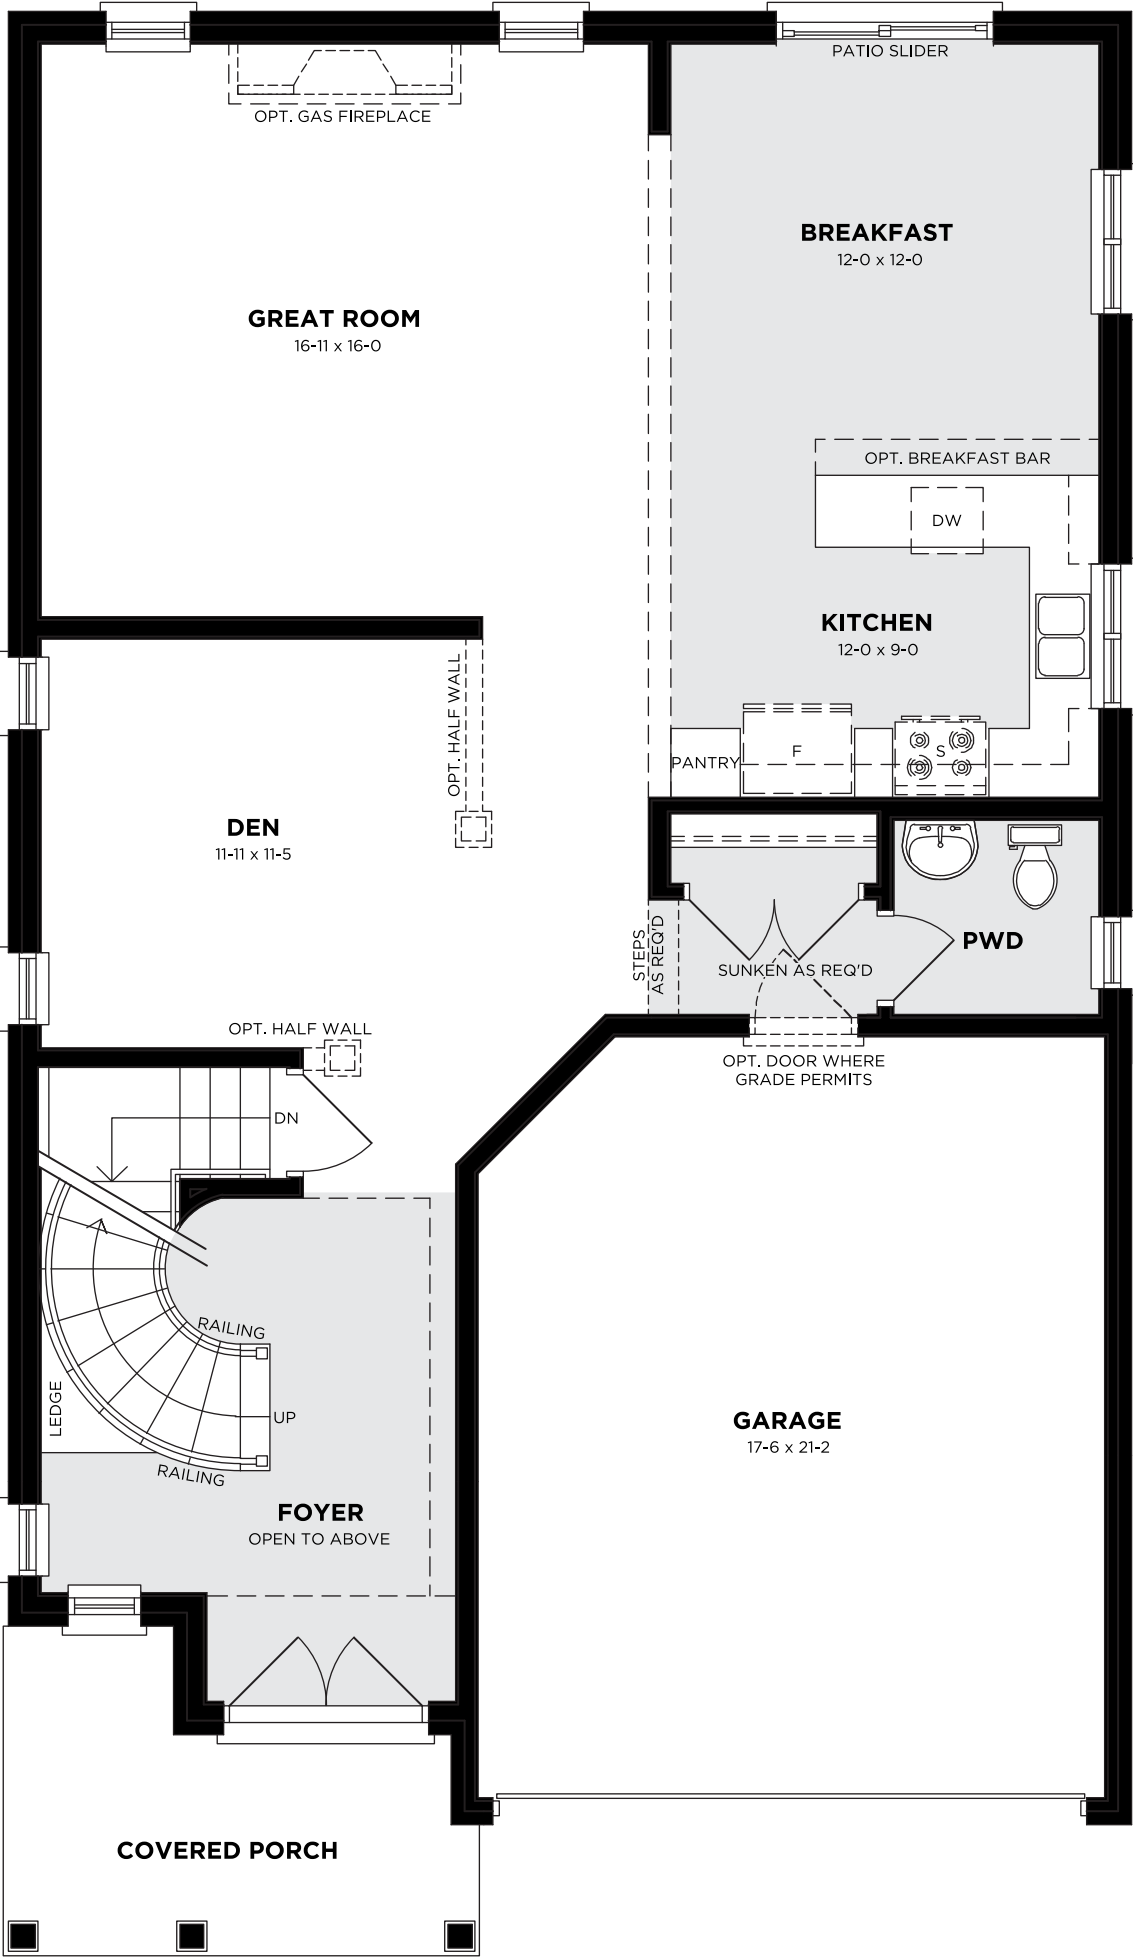 PATIO SLIDER
OPT. GAS FIREPLACE
BREAKFAST
12-0 x 12-0
GREAT ROOM
16-11 x 16-0
OPT. BREAKFAST BAR
DW
KITCHEN
12-0 x 9-0
OPT. HALF WALL
PANTRY
F
S
DEN
11-11 x 11-5
STEPS
AS REQ'D
PWD
SUNKEN AS REQ'D
OPT. HALF WALL
OPT. DOOR WHERE
GRADE PERMITS
DN
RAILING
LEDGE
UP
RAILING
GARAGE
17-6 x 21-2
FOYER
OPEN TO ABOVE
COVERED PORCH